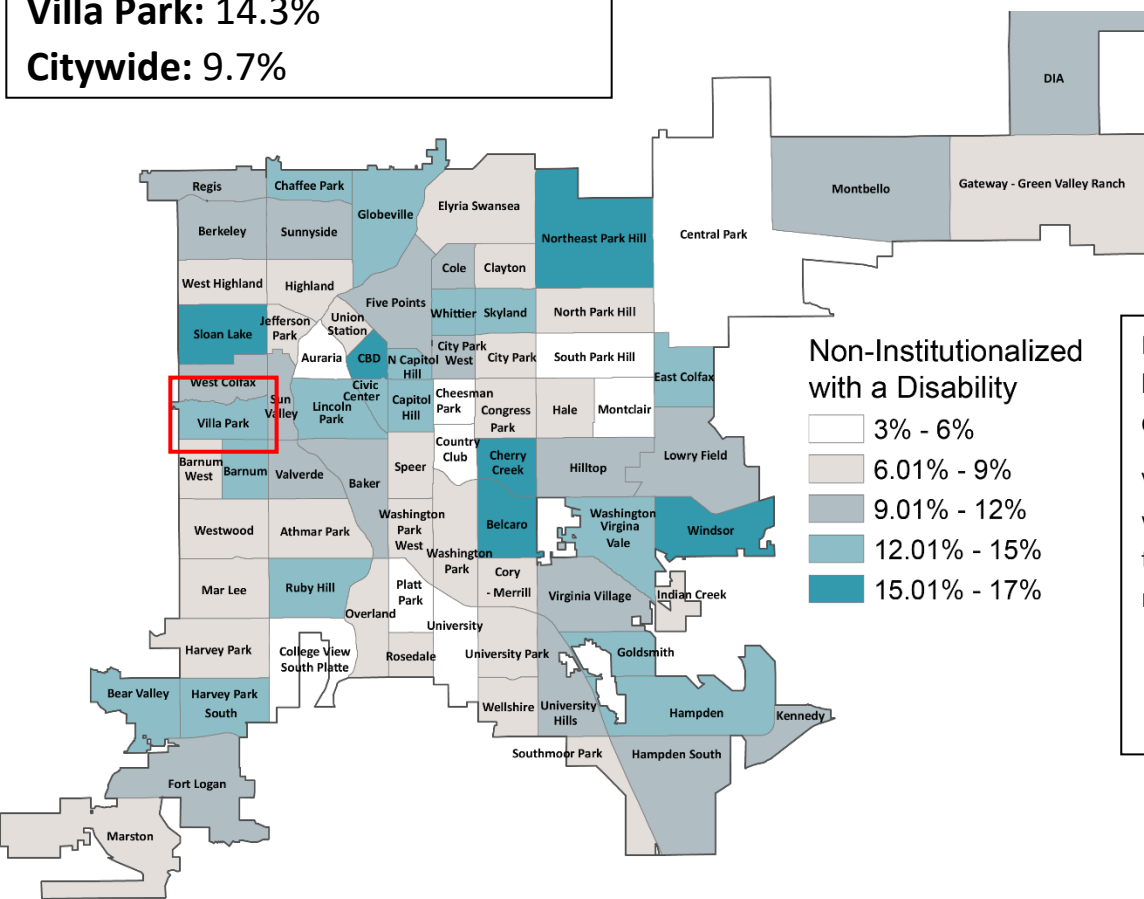 Villa Park: 14.3%
Citywide: 9.7%
DIA
Regis
Chaffee Park
Globeville
Elyria Swansea
Montbello
Gateway - Green Valley Ranch
Berkeley
Sunnyside
Northeast Park Hill
Central Park
Cole
Clayton
West Highland
Highland
Five Points
Whittier
Skyland
North Park Hill
Sloan Lake
Jefferson
Park
Union
Station
Auraria
CBD
N Capitol
Hill
City Park
West
City Park
South Park Hill
East Colfax
West Colfax
Sun
Valley
Villa Park
Lincoln
Park
Civic
Center
Capitol
Hill
Cheesman
Park
Congress
Park
Hale
Montclair
Country
Club
Cherry
Creek
Hilltop
Lowry Field
Barnum
West
Barnum
Valverde
Baker
Speer
Belcaro
Washington
Virgina
Vale
Windsor
Westwood
Athmar Park
Washington
Park
West
Washington
Park
Cory
- Merrill
Mar Lee
Ruby Hill
Overland
Platt
Park
Virginia Village
Indian Creek
University
Harvey Park
College View
South Platte
Rosedale
University Park
Goldsmith
Bear Valley
Harvey Park
South
Wellshire
University
Hills
Hampden
Kennedy
Southmoor Park
Hampden South
Fort Logan
Marston
Non-Institutionalized
with a Disability
3% - 6%
6.01% - 9%
9.01% - 12%
12.01% - 15%
15.01% - 17%